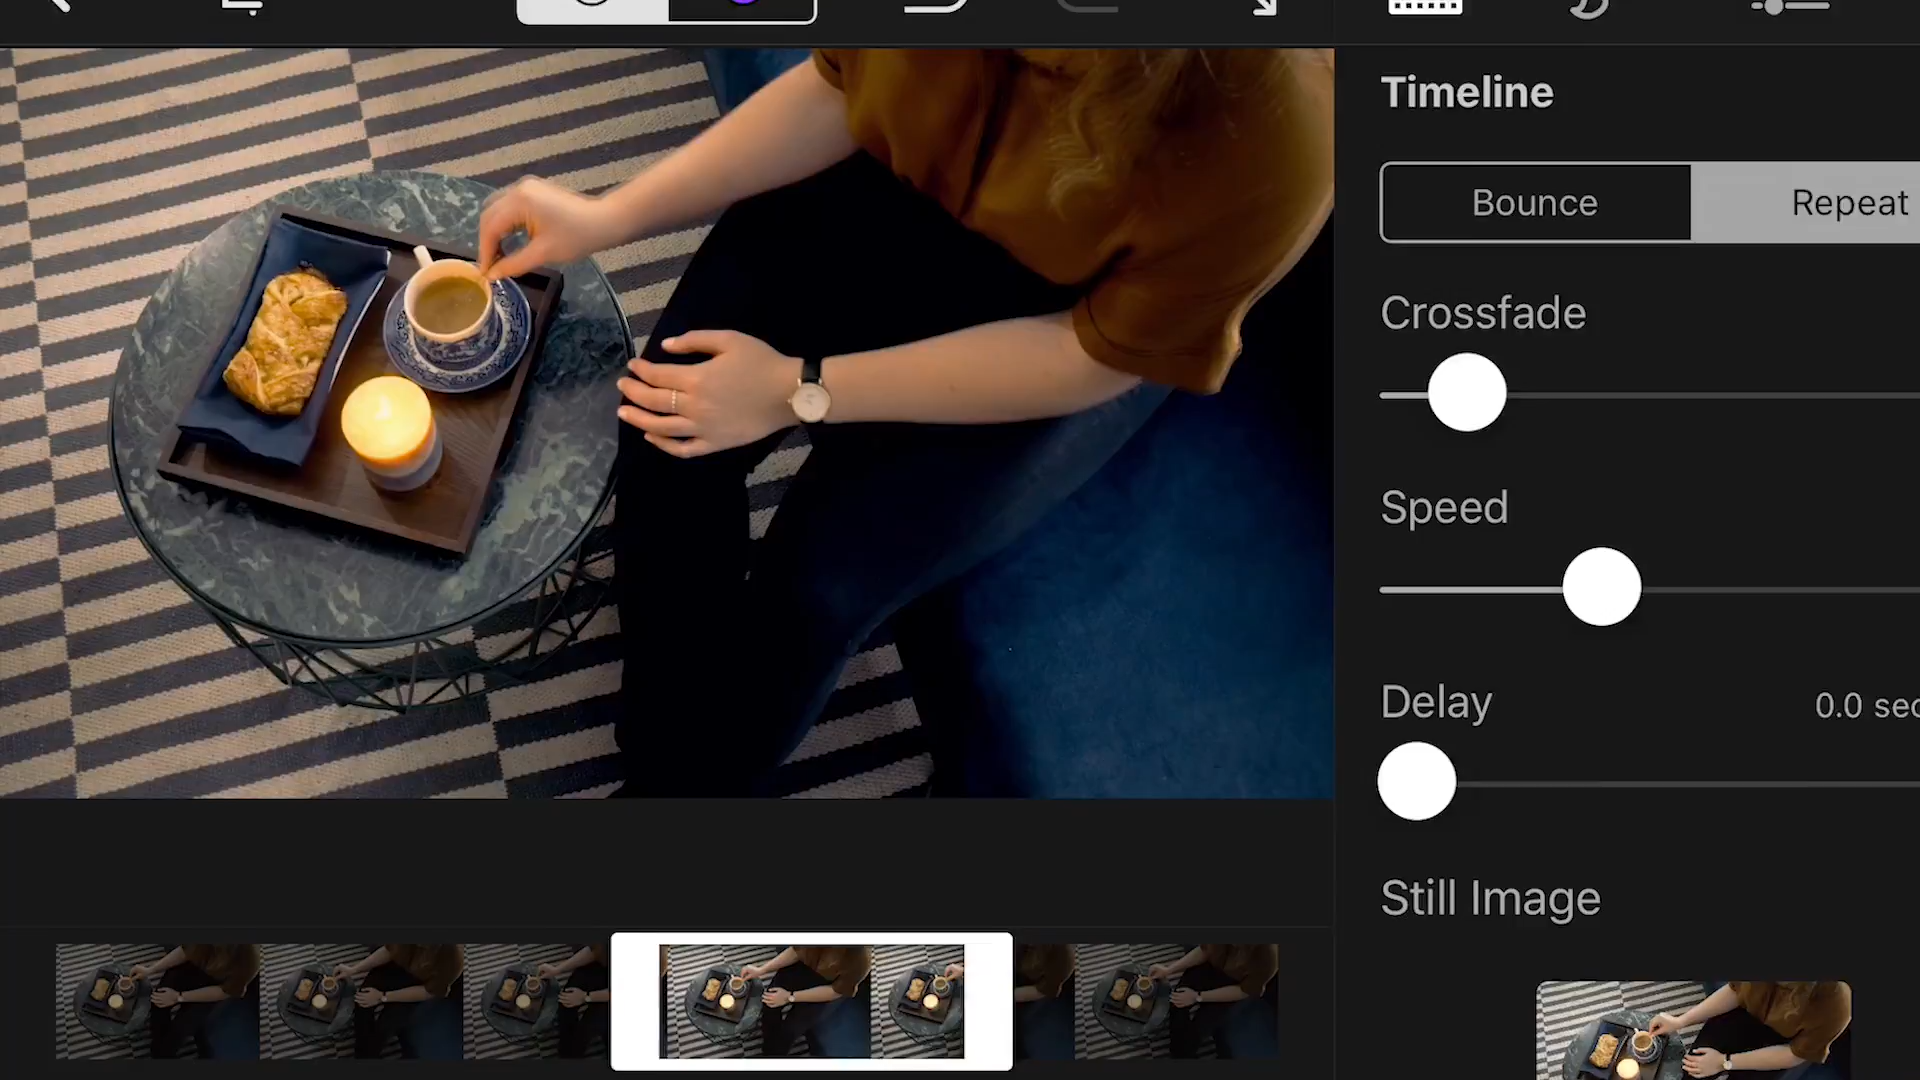 Timeline
Bounce
Repeat
Crossfade
Speed
Delay
0.0 sec
Still Image